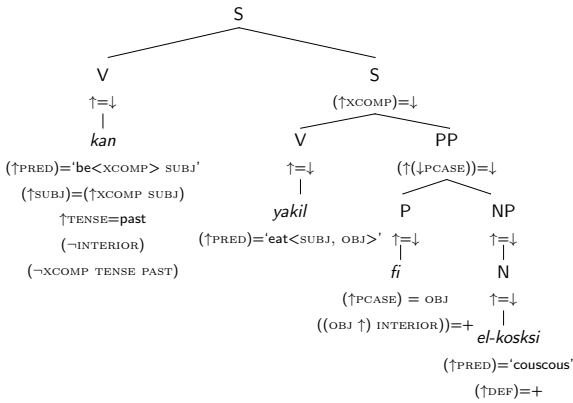 S
V S
↑=↓ (↑XCOMP)=↓
kan V PP
(↑PRED)=‘be<XCOMP> SUBJ’ ↑=↓ (↑(↓PCASE))=↓
(↑SUBJ)=(↑XCOMP SUBJ) yakil P NP
↑TENSE=past (↑PRED)=‘eat<SUBJ, OBJ>’ ↑=↓ ↑=↓
(¬INTERIOR) fi N
(¬XCOMP TENSE PAST) (↑PCASE) = OBJ ↑=↓
((OBJ ↑) INTERIOR))=+ el-kosksi
(↑PRED)=‘couscous’
(↑DEF)=+